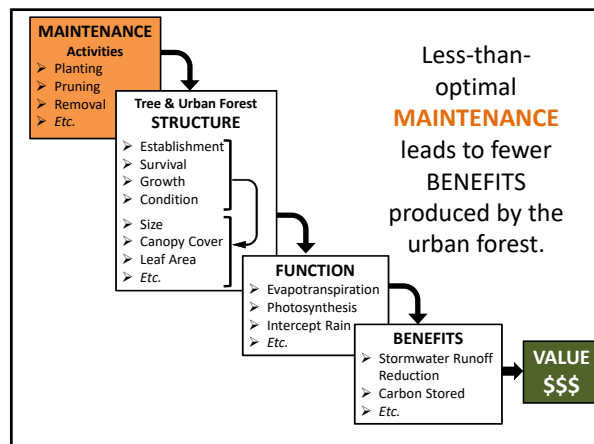 MAINTENANCE
Activities
➢ Planting
➢ Pruning
➢ Removal
➢ Etc.
Tree & Urban Forest
STRUCTURE
➢ Establishment
➢ Survival
➢ Growth
➢ Condition
➢ Size
➢ Canopy Cover
➢ Leaf Area
➢ Etc.
FUNCTION
➢ Evapotranspiration
➢ Photosynthesis
➢ Intercept Rain
➢ Etc.
BENEFITS
➢ Stormwater Runoff
Reduction
➢ Carbon Stored
➢ Etc.
VALUE
$$$
Less-than-
optimal
MAINTENANCE
leads to fewer
BENEFITS
produced by the
urban forest.